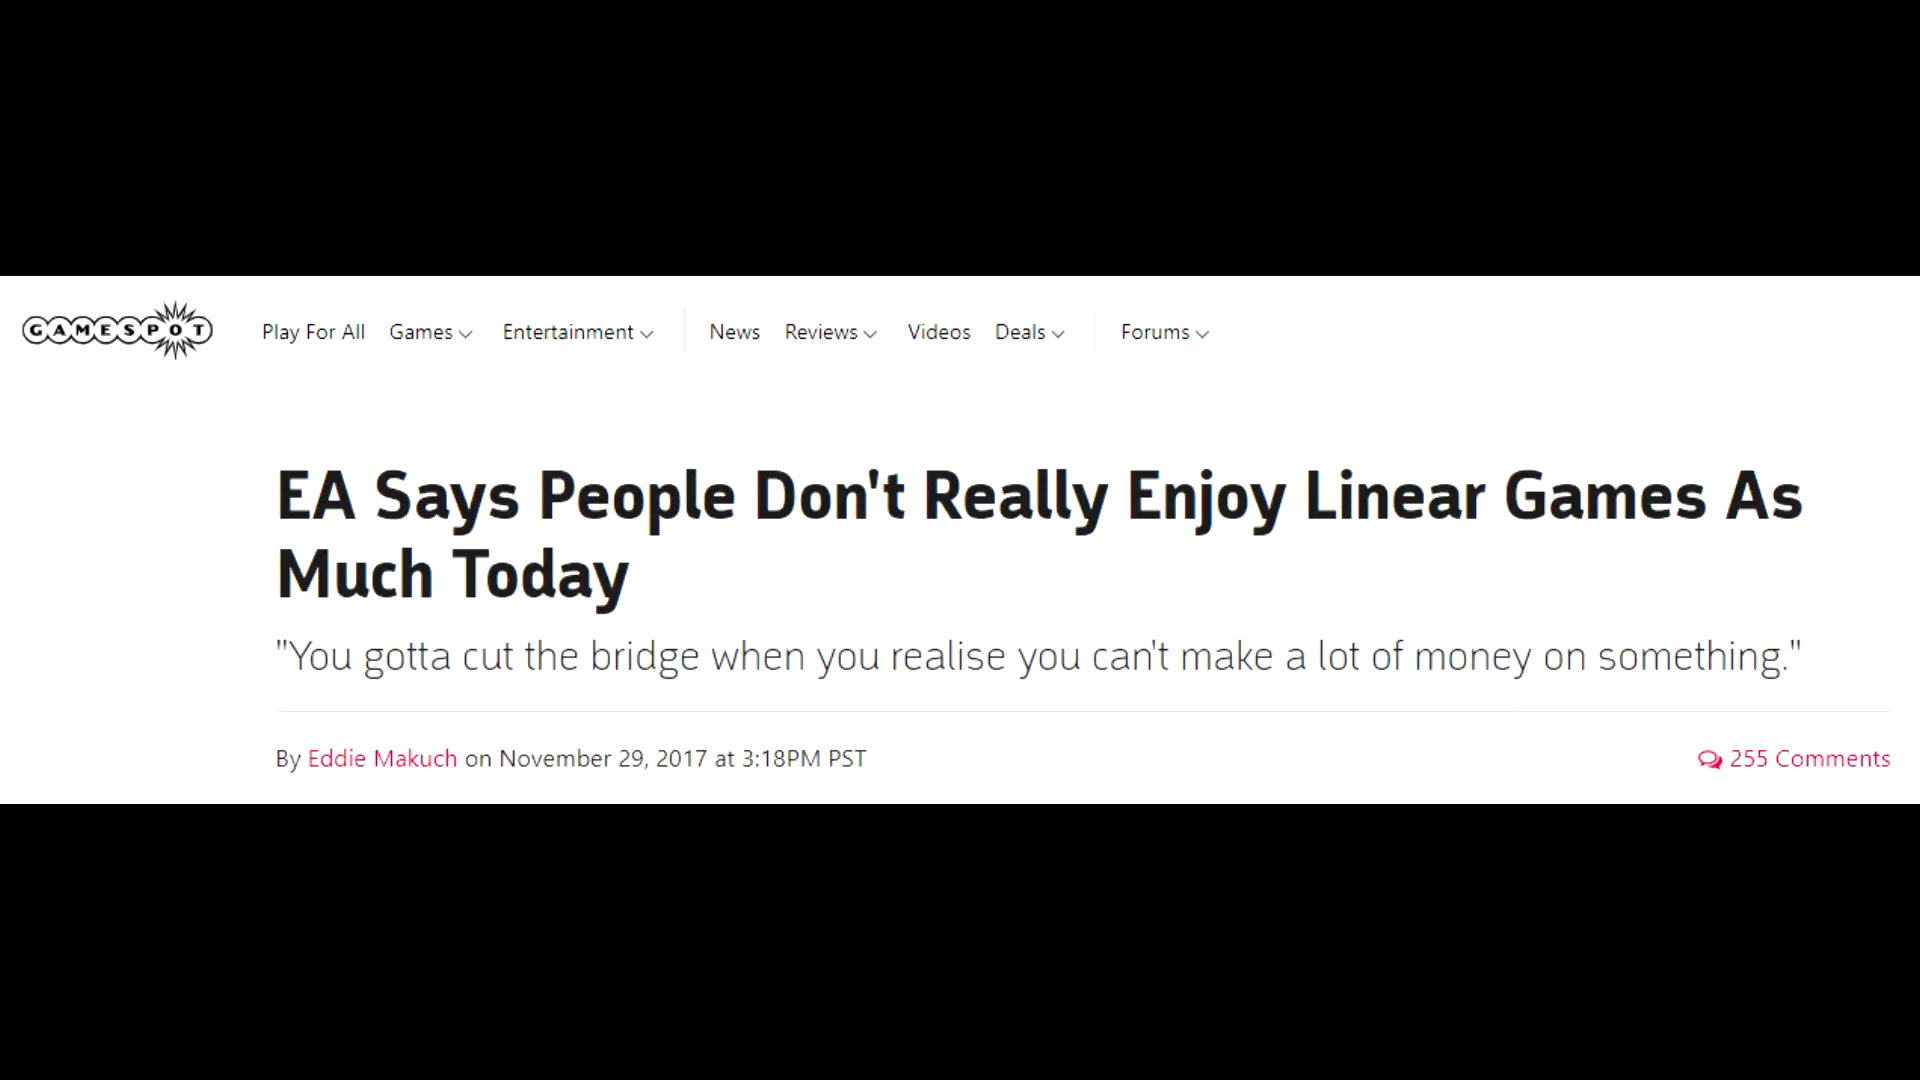 GAMESPOT Play For All Games Entertainment News Reviews Videos Deals Forums
EA Says People Don't Really Enjoy Linear Games As
Much Today
"You gotta cut the bridge when you realise you can't make a lot of money on something."
By Eddie Makuch on November 29, 2017 at 3:18PM PST 255 Comments